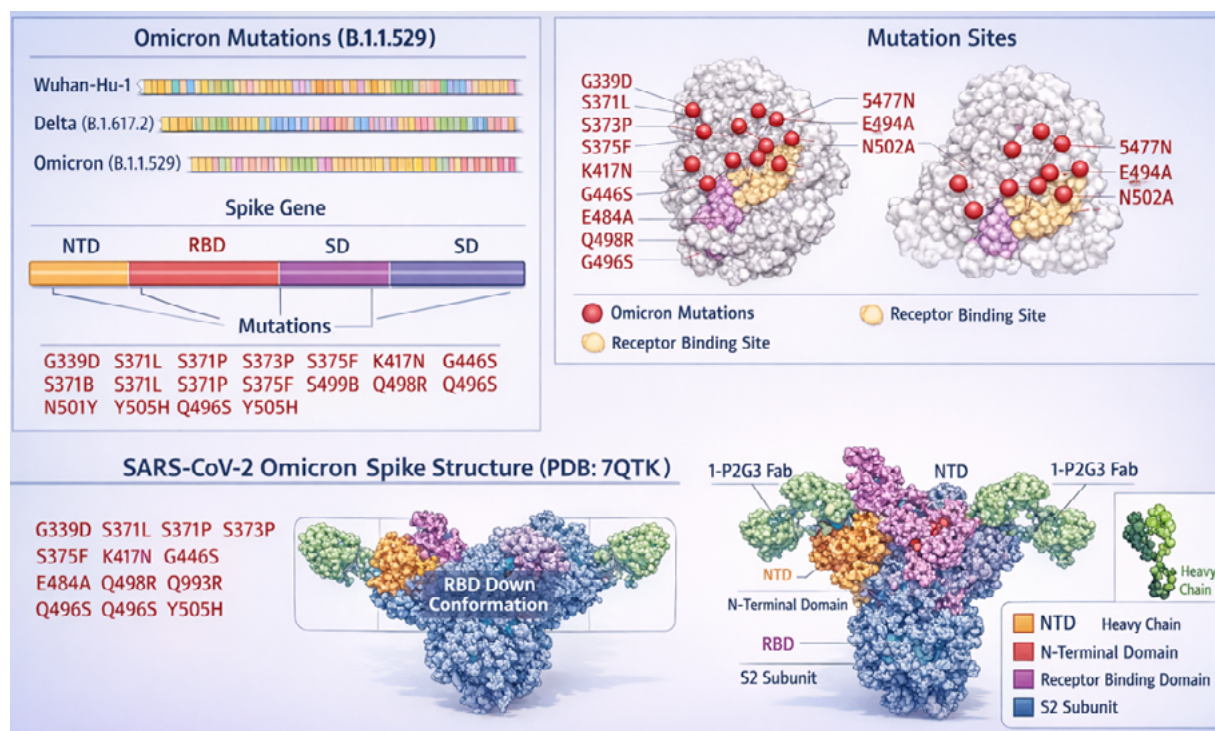 Omicron Mutations (B.1.1.529)
Wuhan-Hu-1
Delta (B.1.617.2)
Omicron (B.1.1.529)
Spike Gene
NTD RBD SD SD
Mutations
G339D S371L S371P S373P S375F K417N G446S
S371B S371L S371P S375F S499B Q498R Q496S
N501Y Y505H Q496S Y505H
Mutation Sites
G339D
S371L
S373P
S375F
K417N
G446S
E484A
Q498R
G496S
5477N
E494A
N502A
5477N
E494A
N502A
Omicron Mutations
Receptor Binding Site
Receptor Binding Site
SARS-CoV-2 Omicron Spike Structure (PDB: 7QTK)
G339D S371L S371P S373P
S375F K417N G446S
E484A Q498R Q993R
Q496S Q496S Y505H
RBD Down
Conformation
1-P2G3 Fab
NTD
1-P2G3 Fab
NTD
N-Terminal Domain
RBD
S2 Subunit
Heavy
Chain
NTD Heavy Chain
N-Terminal Domain
Receptor Binding Domain
S2 Subunit